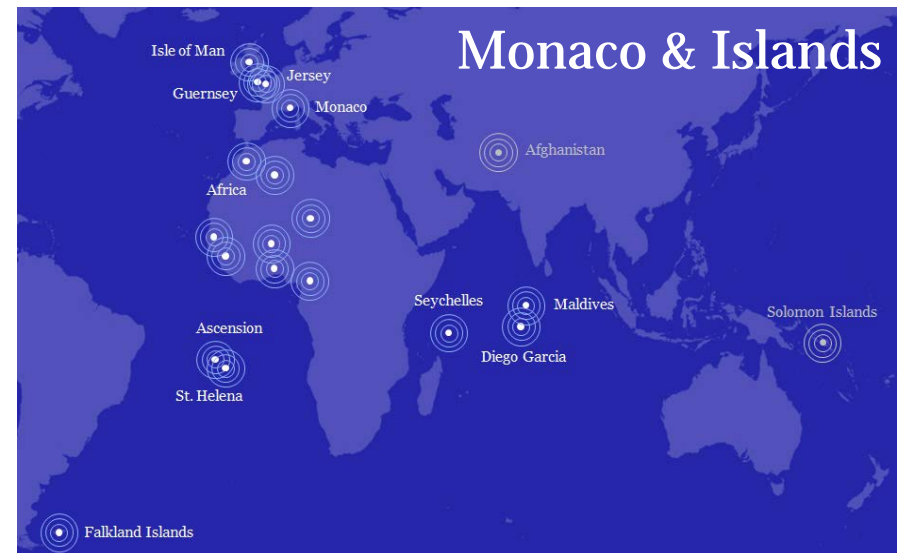 Monaco & Islands
Isle of Man
Jersey
Guernsey
Monaco
Afghanistan
Africa
Seychelles
Maldives
Solomon Islands
Ascension
Diego Garcia
St. Helena
Falkland Islands